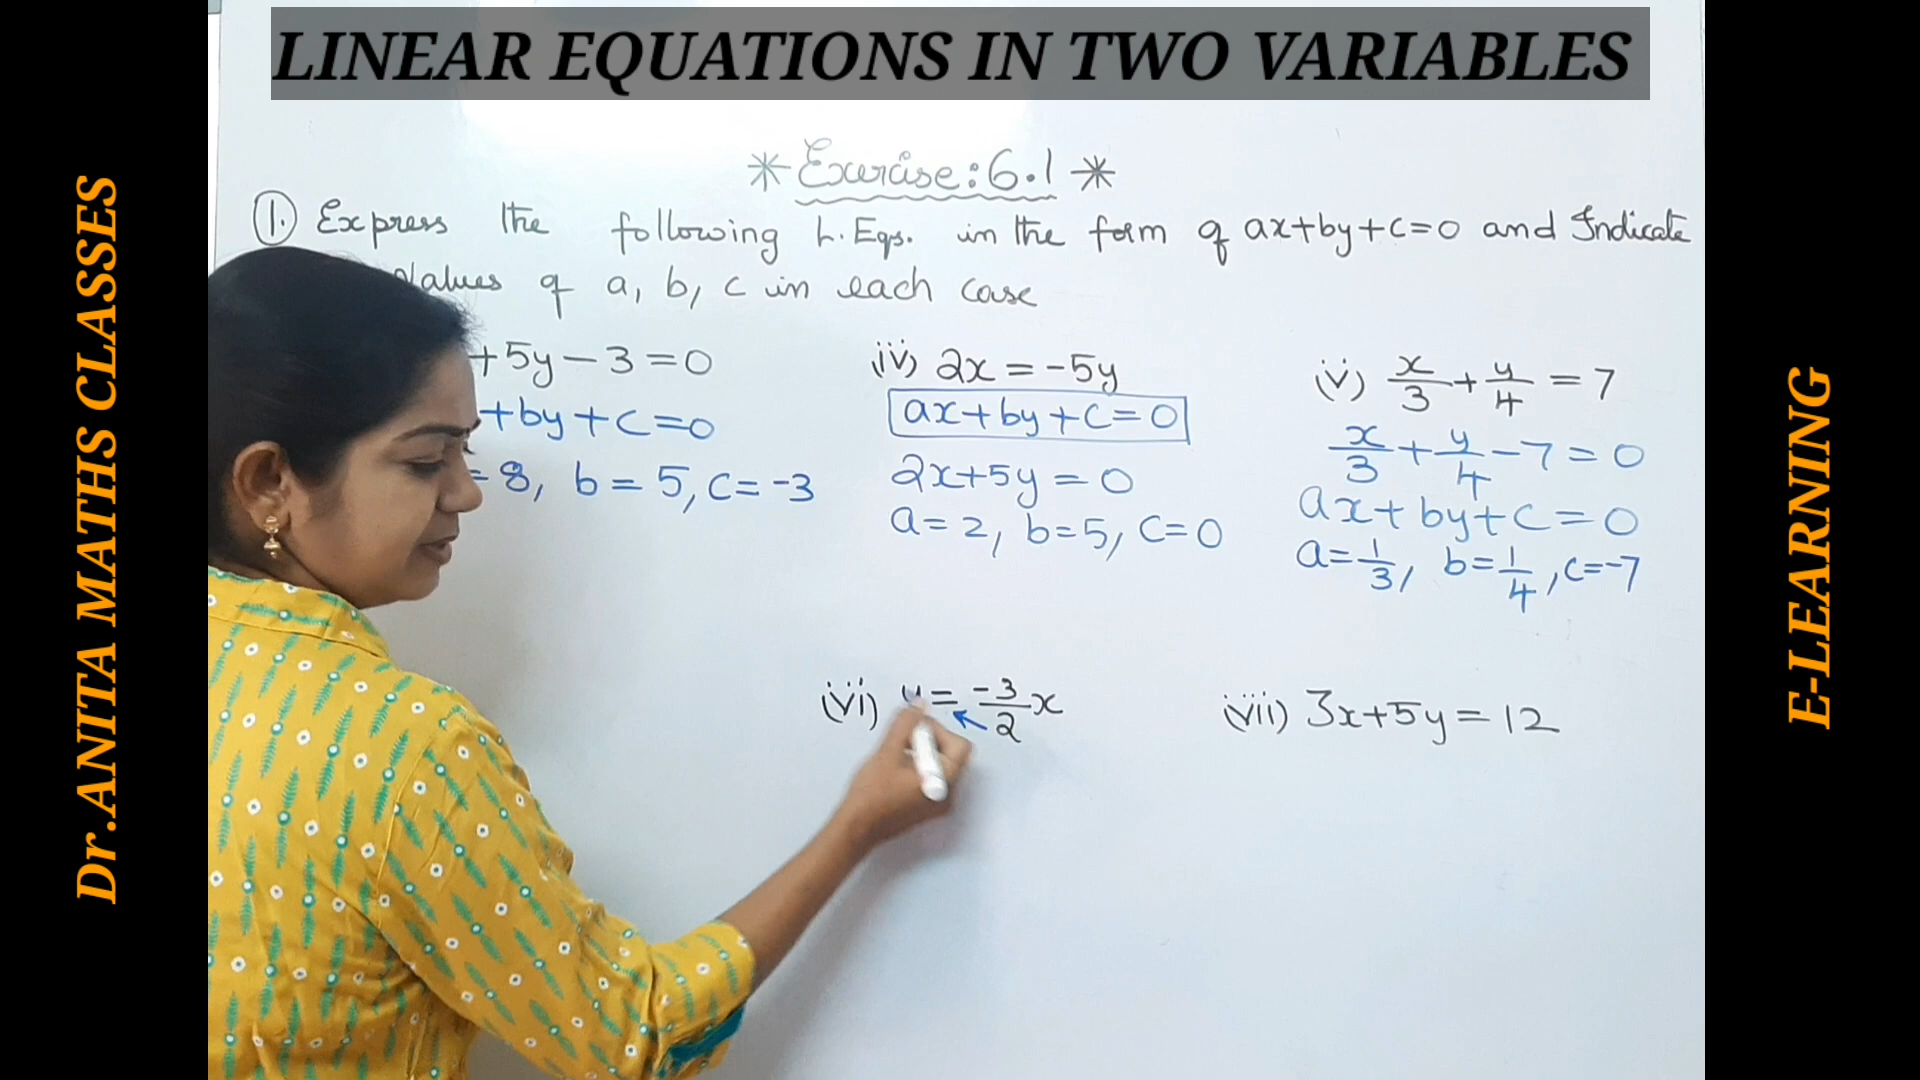 LINEAR EQUATIONS IN TWO VARIABLES
Dr.ANITA MATHS CLASSES
E-LEARNING
* Exercise: 6.1 *
1. Express the following L.Eqs. in the form of ax+by+c=0 and Indicate
values of a, b, c in each case
+5y-3=0
+by+c=0
=8, b=5, c=-3
(iv) 2x=-5y
ax+by+c=0
2x+5y=0
a=2, b=5, c=0
(v) x/3+y/4=7
x/3+y/4-7=0
ax+by+c=0
a=1/3, b=1/4, c=-7
(vi) y=-3/2x
(vii) 3x+5y=12